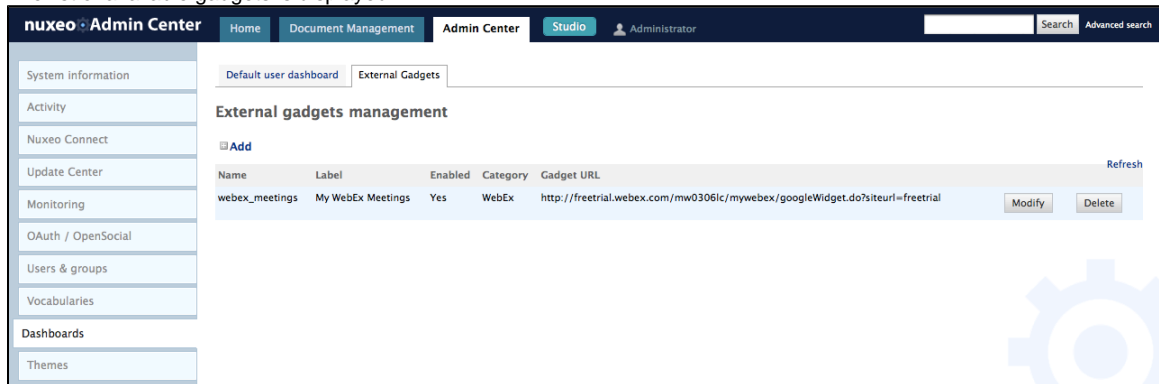 nuxeo Admin Center Home Document Management Admin Center Studio Administrator Search Advanced search
System information
Activity
Nuxeo Connect
Update Center
Monitoring
OAuth / OpenSocial
Users & groups
Vocabularies
Dashboards
Themes
Default user dashboard External Gadgets
External gadgets management
Add
Refresh
Name Label Enabled Category Gadget URL
webex_meetings My WebEx Meetings Yes WebEx http://freetrial.webex.com/mw0306lc/mywebex/googleWidget.do?siteurl=freetrial Modify Delete